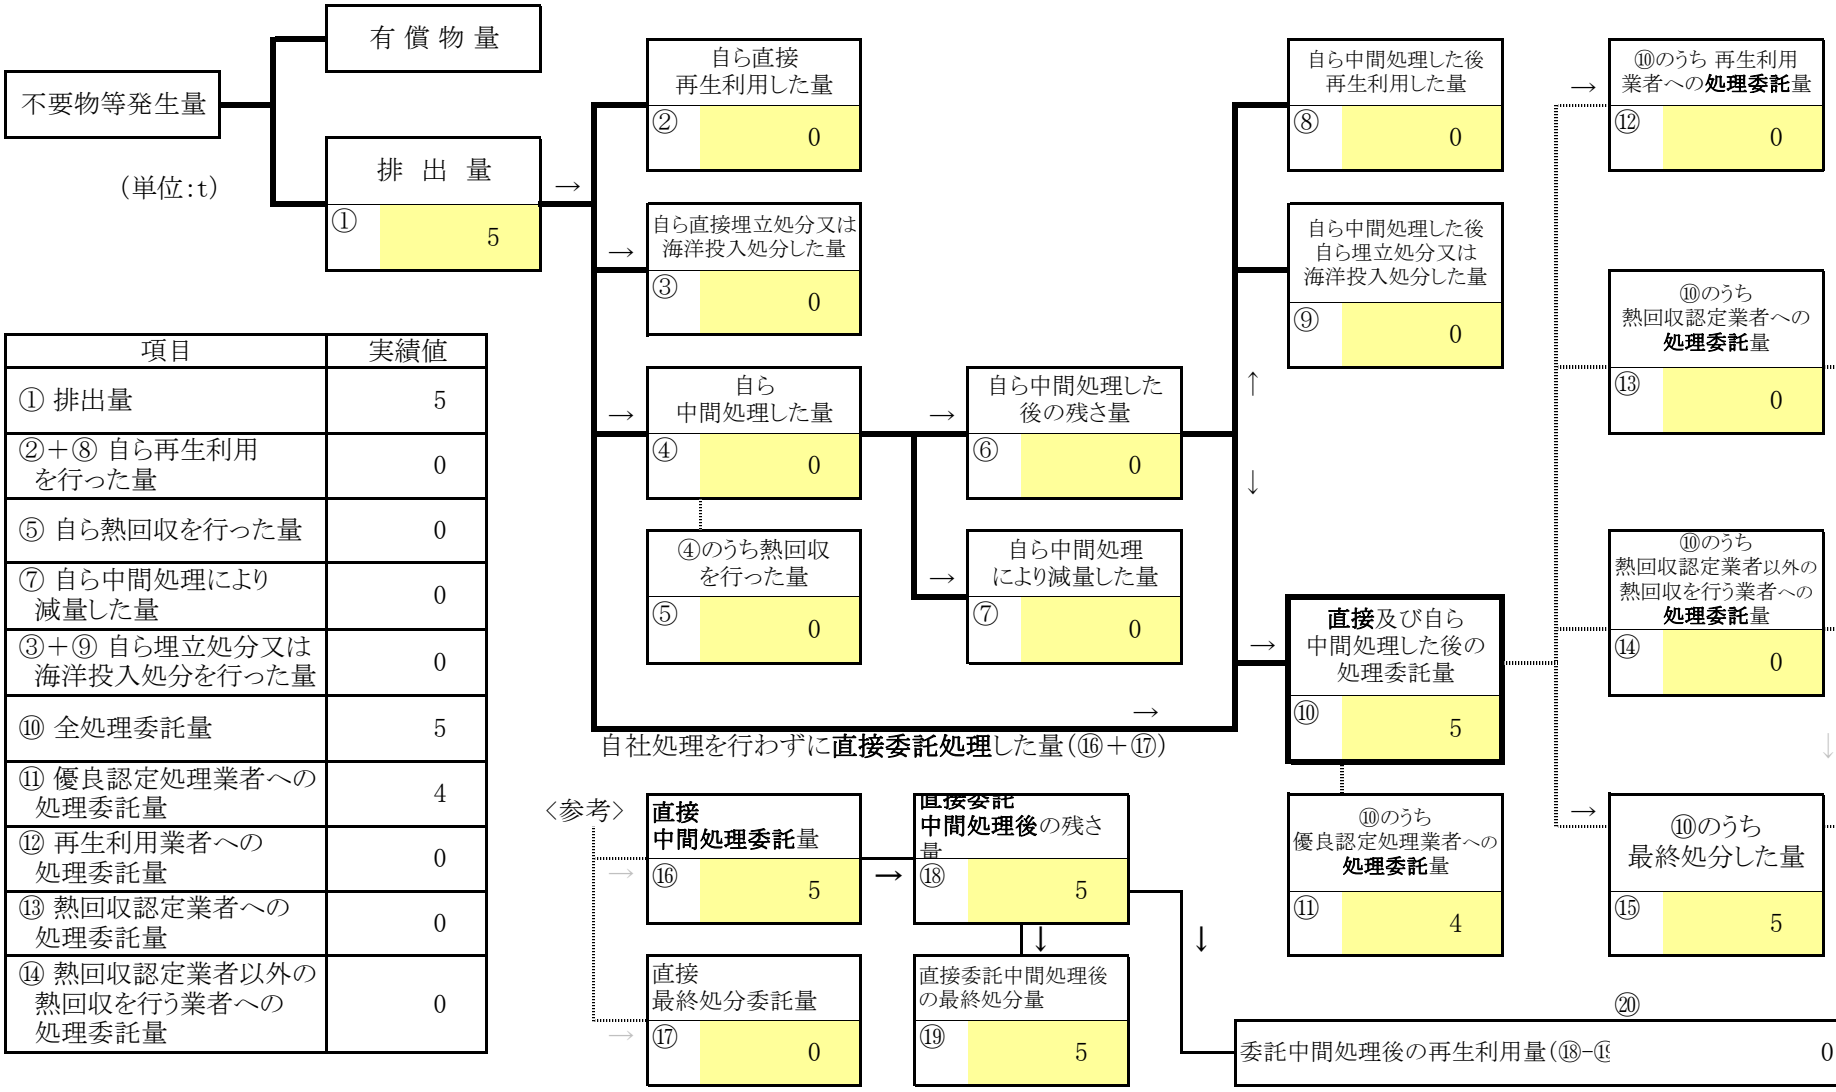 有 償 物 量
不要物等発生量
排 出 量
①
5
(単位:t)
→
自ら直接
再生利用した量
②
0
→
自ら直接埋立処分又は
海洋投入処分した量
③
0
→
自ら
中間処理した量
④
0
④のうち熱回収
を行った量
⑤
0
→
自ら中間処理した
後の残さ量
⑥
0
→
自ら中間処理
により減量した量
⑦
0
自ら中間処理した後
再生利用した量
⑧
0
自ら中間処理した後
自ら埋立処分又は
海洋投入処分した量
⑨
0
↑
↓
→
直接及び自ら
中間処理した後の
処理委託量
⑩
5
→
自社処理を行わずに直接委託処理した量(⑯+⑰)
⑩のうち
優良認定処理業者への
処理委託量
⑪
4
→
⑩のうち 再生利用
業者への処理委託量
⑫
0
⑩のうち
熱回収認定業者への
処理委託量
⑬
0
⑩のうち
熱回収認定業者以外の
熱回収を行う業者への
処理委託量
⑭
0
↓
→
⑩のうち
最終処分した量
⑮
5
項目 実績値
① 排出量 5
②+⑧ 自ら再生利用
を行った量 0
⑤ 自ら熱回収を行った量 0
⑦ 自ら中間処理により
減量した量 0
③+⑨ 自ら埋立処分又は
海洋投入処分を行った量 0
⑩ 全処理委託量 5
⑪ 優良認定処理業者への
処理委託量 4
⑫ 再生利用業者への
処理委託量 0
⑬ 熱回収認定業者への
処理委託量 0
⑭ 熱回収認定業者以外の
熱回収を行う業者への
処理委託量 0
<参考>
→
直接
中間処理委託量
⑯
5
→
直接委託
中間処理後の残さ
量
⑱
5
↓
↓
→
直接
最終処分委託量
⑰
0
直接委託中間処理後
の最終処分量
⑲
5
⑳
委託中間処理後の再生利用量(⑱-⑲
0